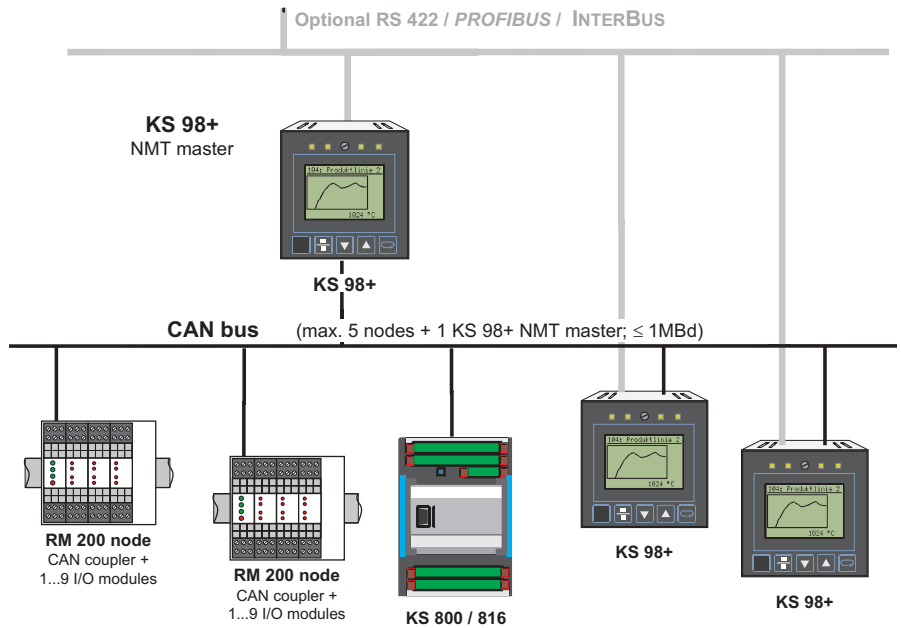 Optional RS 422 / PROFIBUS / INTERBUS
KS 98+
NMT master
104: Produktlinie 2
1024 °C
KS 98+
CAN bus (max. 5 nodes + 1 KS 98+ NMT master; ≤ 1MBd)
104: Produktlinie 2
1024 °C
KS 98+
104: Produktlinie 2
1024 °C
KS 98+
RM 200 node
CAN coupler +
1...9 I/O modules
RM 200 node
CAN coupler +
1...9 I/O modules
KS 800 / 816